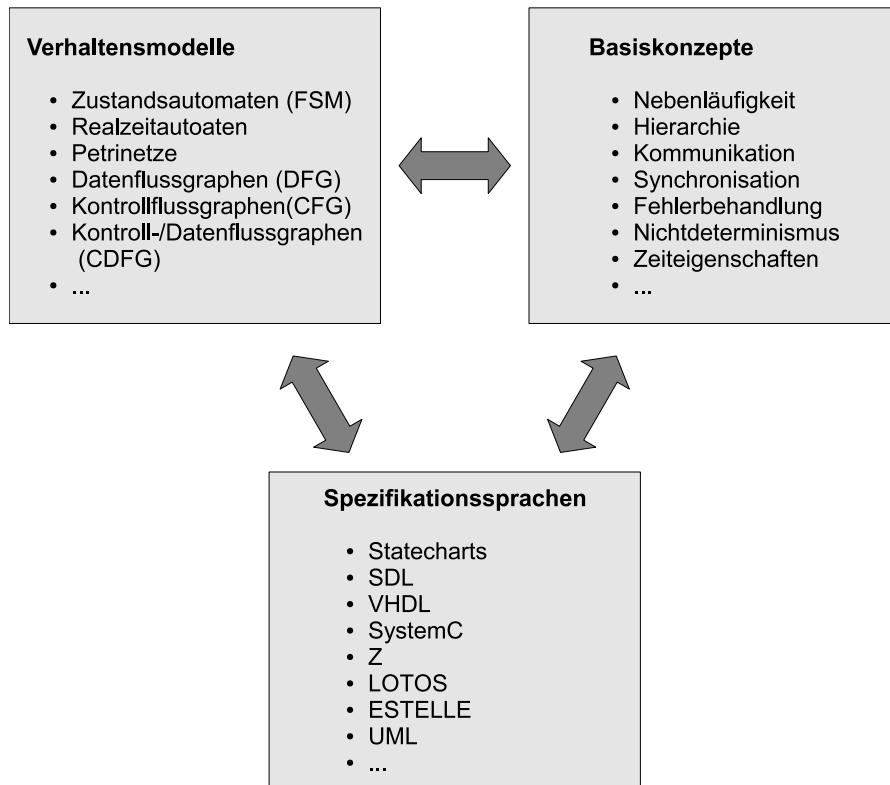 Verhaltensmodelle
• Zustandsautomaten (FSM)
• Realzeitautoaten
• Petrinetze
• Datenflussgraphen (DFG)
• Kontrollflussgraphen(CFG)
• Kontroll-/Datenflussgraphen
(CDFG)
• ...
Basiskonzepte
• Nebenläufigkeit
• Hierarchie
• Kommunikation
• Synchronisation
• Fehlerbehandlung
• Nichtdeterminismus
• Zeiteigenschaften
• ...
Spezifikationssprachen
• Statecharts
• SDL
• VHDL
• SystemC
• Z
• LOTOS
• ESTELLE
• UML
• ...